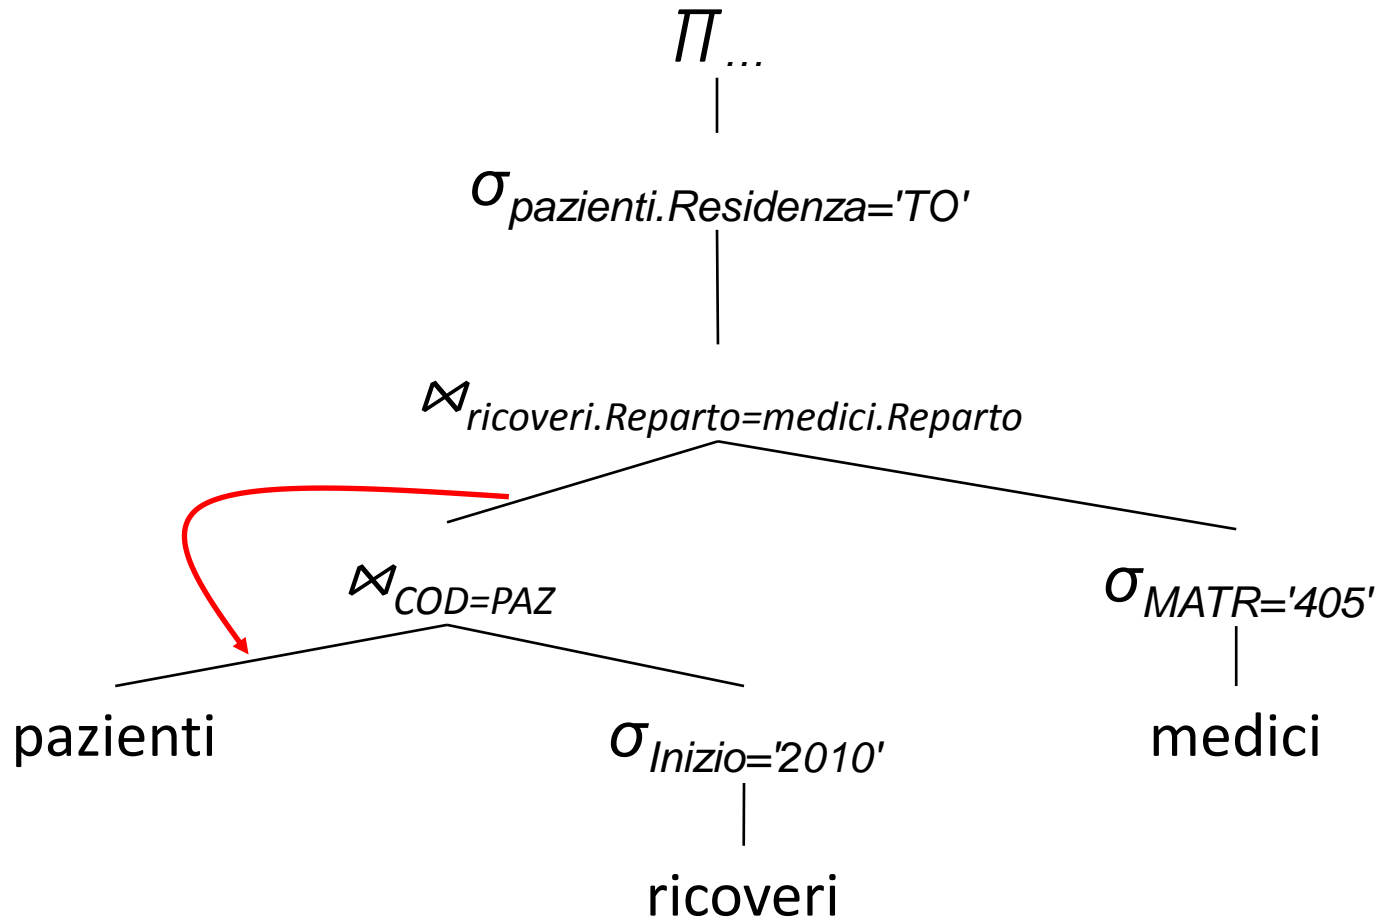 Π...
σpazienti.Residenza='TO'
⋈ricoveri.Reparto=medici.Reparto
⋈COD=PAZ
σMATR='405'
pazienti
σInizio='2010'
medici
ricoveri